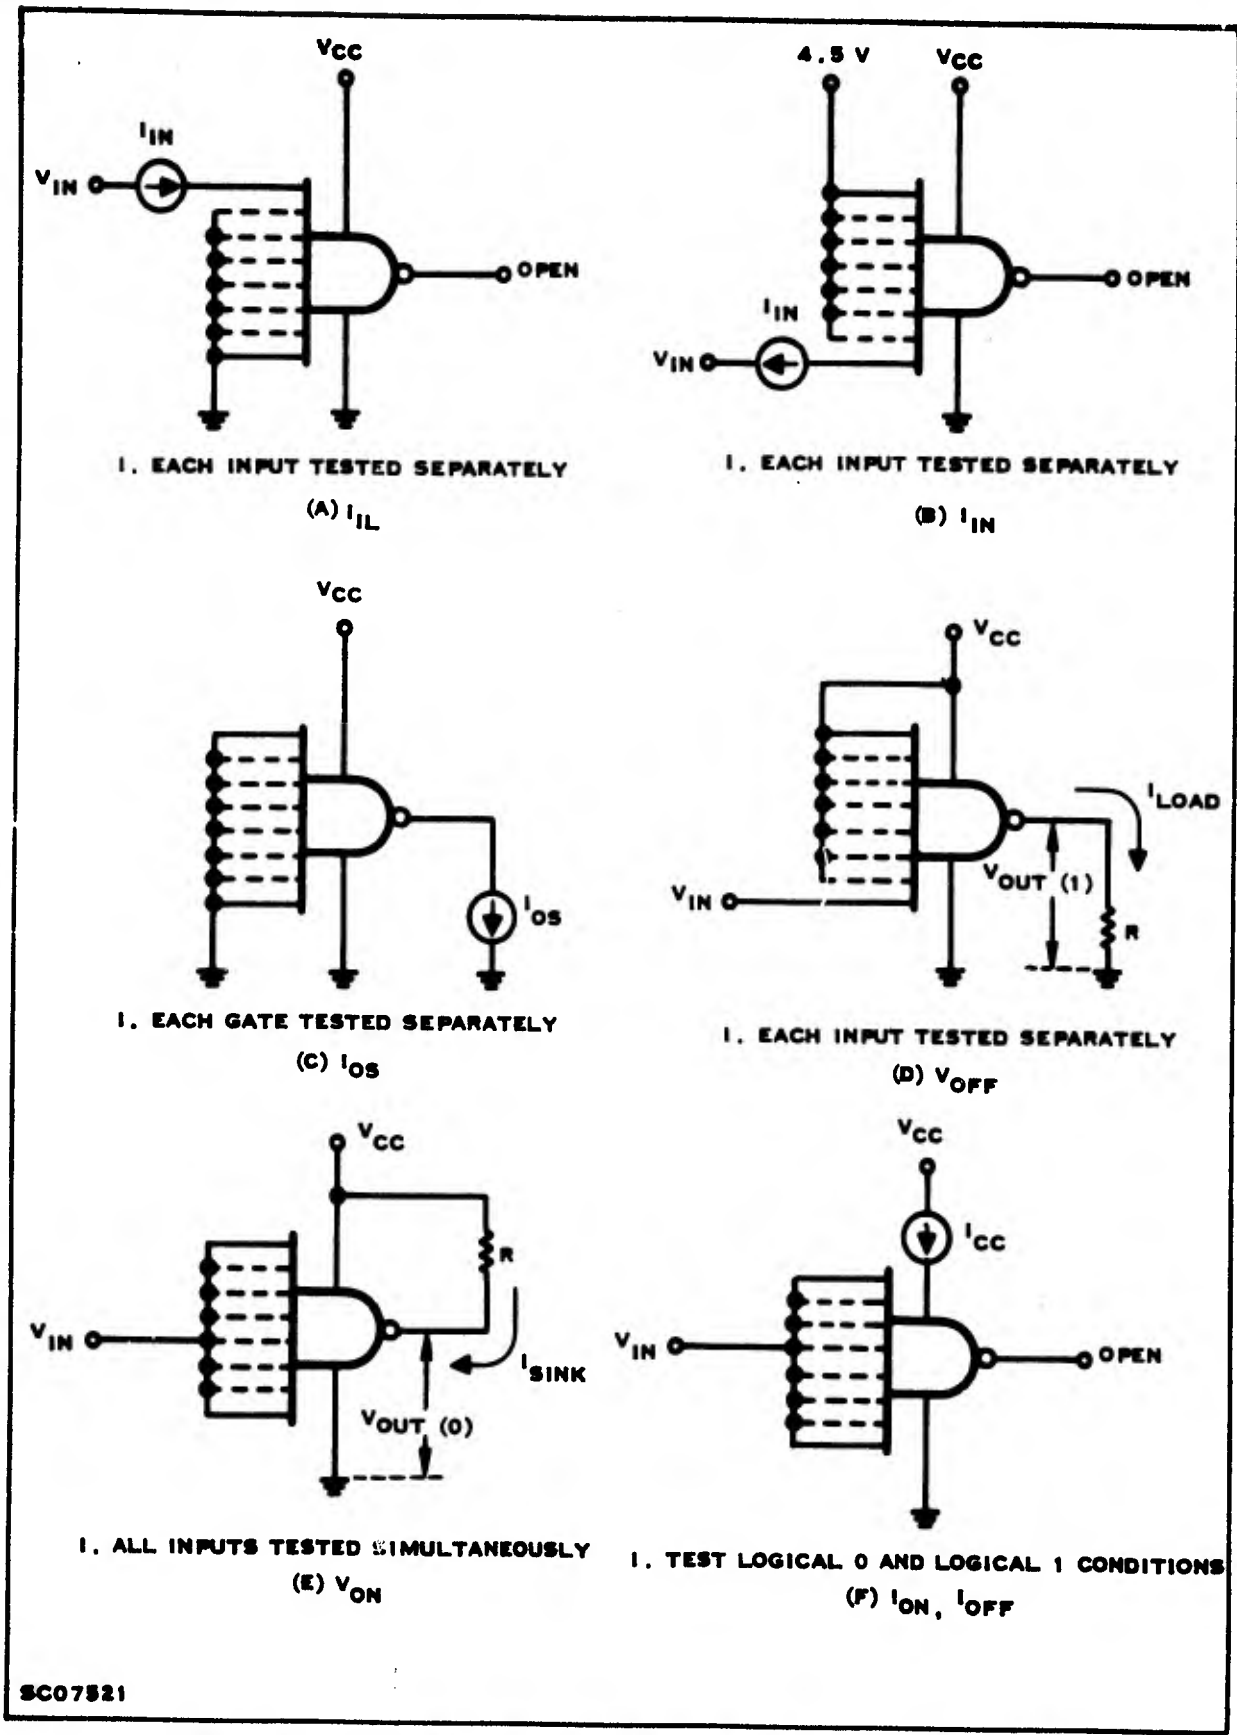 VCC
IIN
VIN
OPEN
1. EACH INPUT TESTED SEPARATELY
(A) IIL
4.5 V
VCC
IIN
VIN
OPEN
1. EACH INPUT TESTED SEPARATELY
(B) IIN
VCC
IOS
1. EACH GATE TESTED SEPARATELY
(C) IOS
VCC
ILOAD
VOUT (1)
VIN
R
1. EACH INPUT TESTED SEPARATELY
(D) VOFF
VCC
R
VIN
ISINK
VOUT (0)
1. ALL INPUTS TESTED SIMULTANEOUSLY
(E) VON
VCC
ICC
VIN
OPEN
1. TEST LOGICAL 0 AND LOGICAL 1 CONDITIONS
(F) ION, IOFF
SC07521